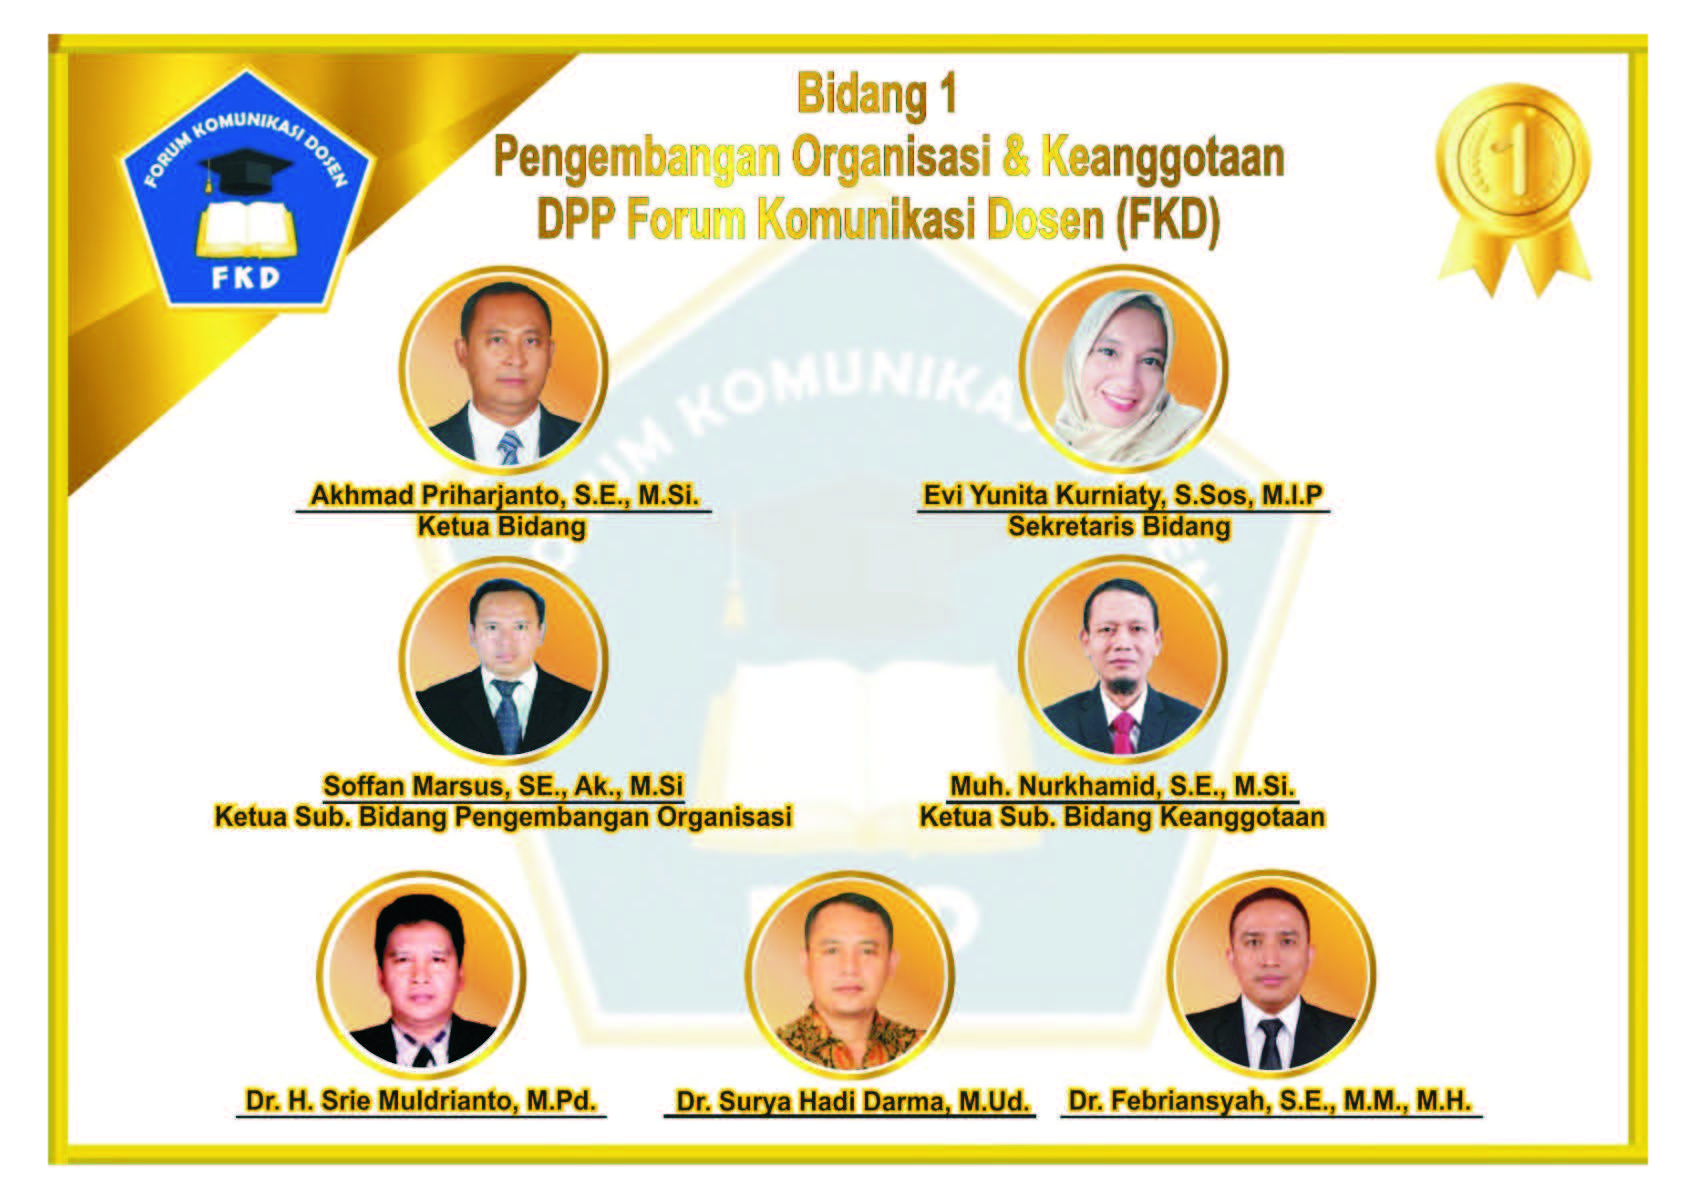 FORUM KOMUNIKASI DOSEN
FKD
Bidang 1
Pengembangan Organisasi & Keanggotaan
DPP Forum Komunikasi Dosen (FKD)
1
Akhmad Priharjanto, S.E., M.Si.
Ketua Bidang
Evi Yunita Kurniaty, S.Sos, M.I.P
Sekretaris Bidang
Soffan Marsus, SE., Ak., M.Si
Ketua Sub. Bidang Pengembangan Organisasi
Muh. Nurkhamid, S.E., M.Si.
Ketua Sub. Bidang Keanggotaan
Dr. H. Srie Muldrianto, M.Pd.
Dr. Surya Hadi Darma, M.Ud.
Dr. Febriansyah, S.E., M.M., M.H.